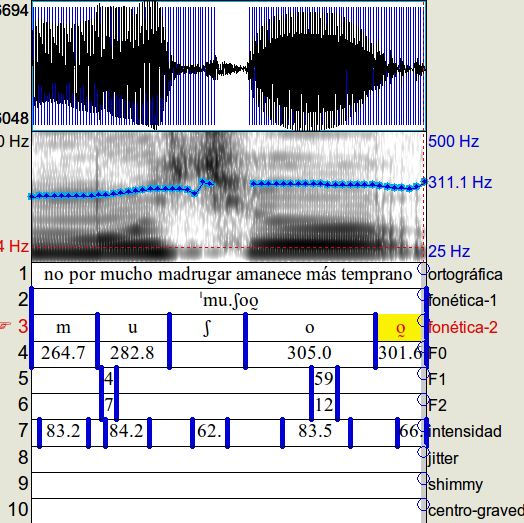 6694
6048
0 Hz 500 Hz
311.1 Hz
4 Hz 25 Hz
1 no por mucho madrugar amanece más temprano ortográfica
2 ˈmu.ʃoo̯ fonética-1
3 m u ʃ o o̯ fonética-2
4 264.7 282.8 305.0 301.6 F0
5 4 59 F1
6 7 12 F2
7 83.2 84.2 62. 83.5 66. intensidad
8 jitter
9 shimmy
10 centro-graved